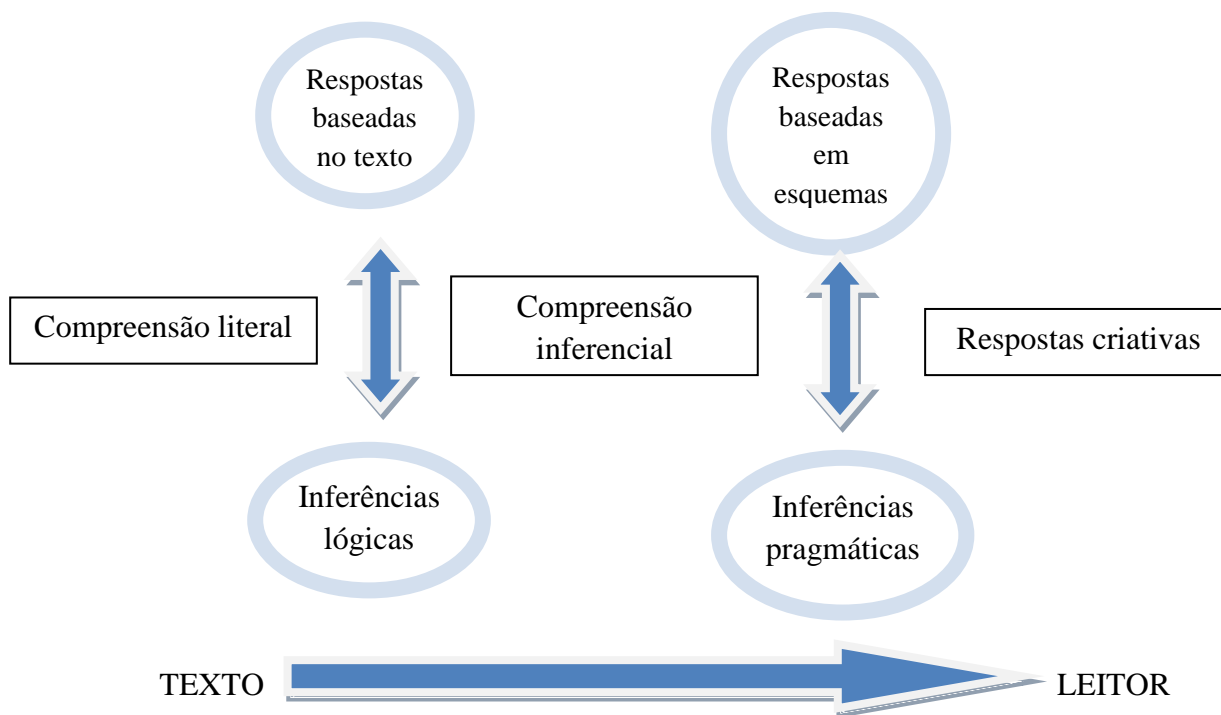 Respostas
baseadas
no texto
Respostas
baseadas
em
esquemas
Compreensão literal
Compreensão
inferencial
Respostas criativas
Inferências
lógicas
Inferências
pragmáticas
TEXTO
LEITOR